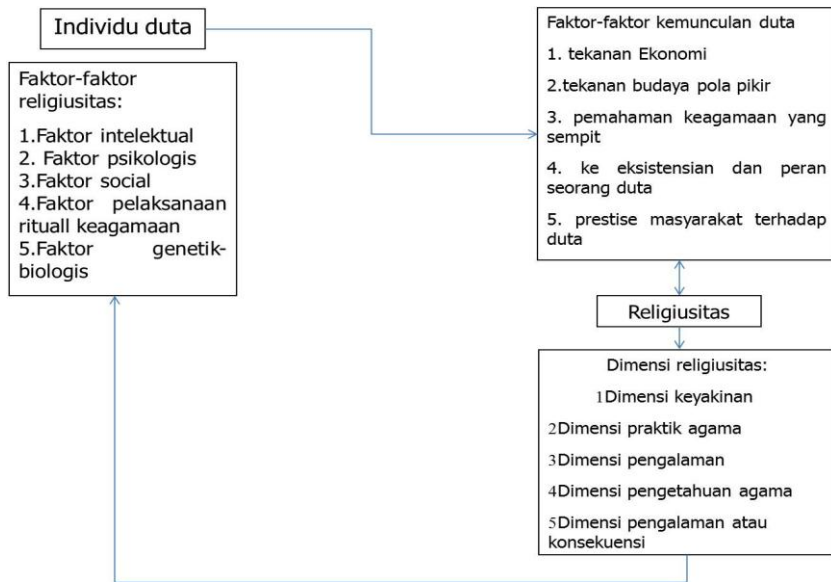 Individu duta
Faktor-faktor
religiusitas:
1.Faktor intelektual
2. Faktor psikologis
3.Faktor social
4.Faktor pelaksanaan
rituall keagamaan
5.Faktor genetik-
biologis
Faktor-faktor kemunculan duta
1. tekanan Ekonomi
2.tekanan budaya pola pikir
3. pemahaman keagamaan yang
sempit
4. ke eksistensian dan peran
seorang duta
5. prestise masyarakat terhadap
duta
Religiusitas
Dimensi religiusitas:
1Dimensi keyakinan
2Dimensi praktik agama
3Dimensi pengalaman
4Dimensi pengetahuan agama
5Dimensi pengalaman atau
konsekuensi